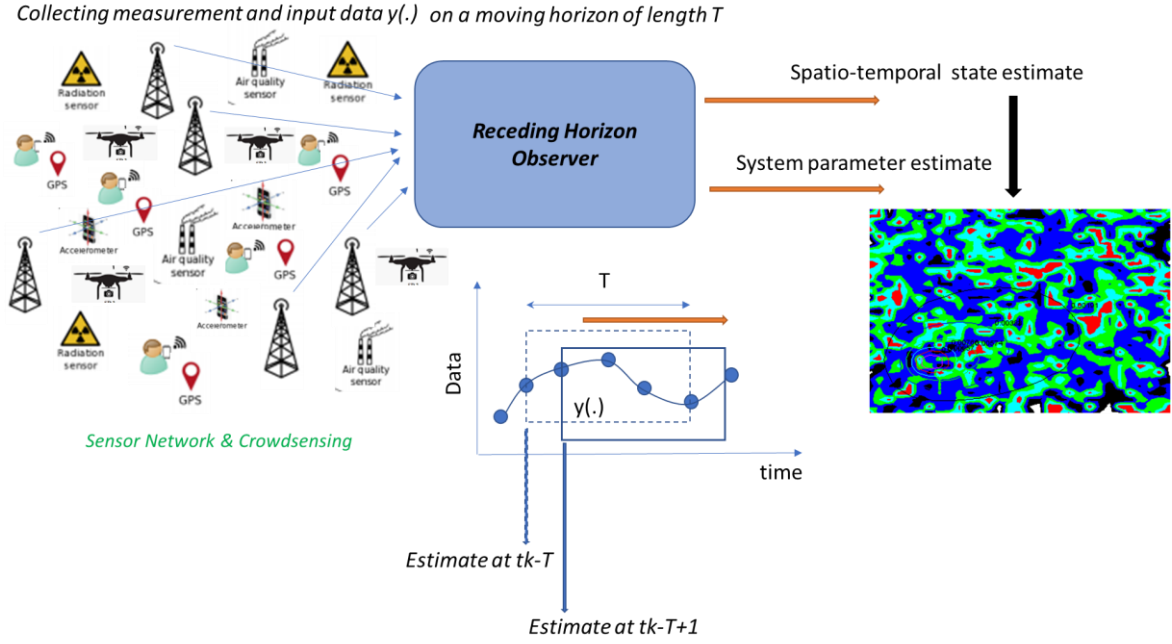 Collecting measurement and input data y(.) on a moving horizon of length T
Radiation
sensor
Air quality
sensor
Radiation
sensor
GPS
GPS
GPS
Accelerometer
Accelerometer
Air quality
sensor
GPS
Accelerometer
Radiation
sensor
GPS
Air quality
sensor
Sensor Network & Crowdsensing
Receding Horizon
Observer
Spatio-temporal state estimate
System parameter estimate
T
Data
y(.)
time
Estimate at tk-T
Estimate at tk-T+1